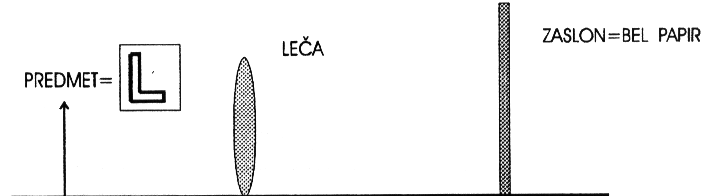 LEČA
ZASLON=BEL PAPIR
PREDMET=
L